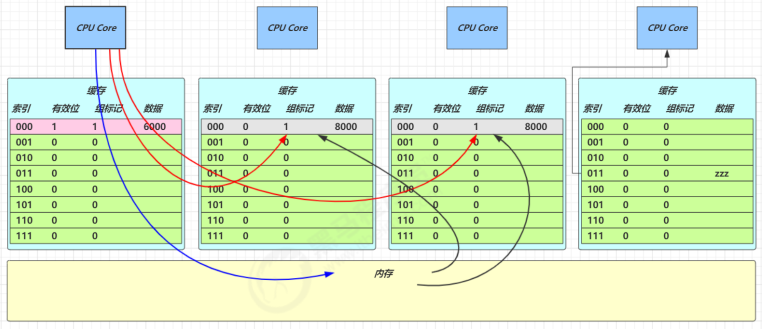 CPU Core CPU Core CPU Core CPU Core
缓存 缓存 缓存 缓存
索引 有效位 组标记 数据 索引 有效位 组标记 数据 索引 有效位 组标记 数据 索引 有效位 组标记 数据
000 1 1 6000 000 0 1 8000 000 0 1 8000 000 0 0
001 0 0 001 0 0 001 0 0 001 0 0
010 0 0 010 0 0 010 0 0 010 0 0
011 0 0 011 0 0 011 0 0 011 0 0 zzz
100 0 0 100 0 0 100 0 0 100 0 0
101 0 0 101 0 0 101 0 0 101 0 0
110 0 0 110 0 0 110 0 0 110 0 0
111 0 0 111 0 0 111 0 0 111 0 0
内存